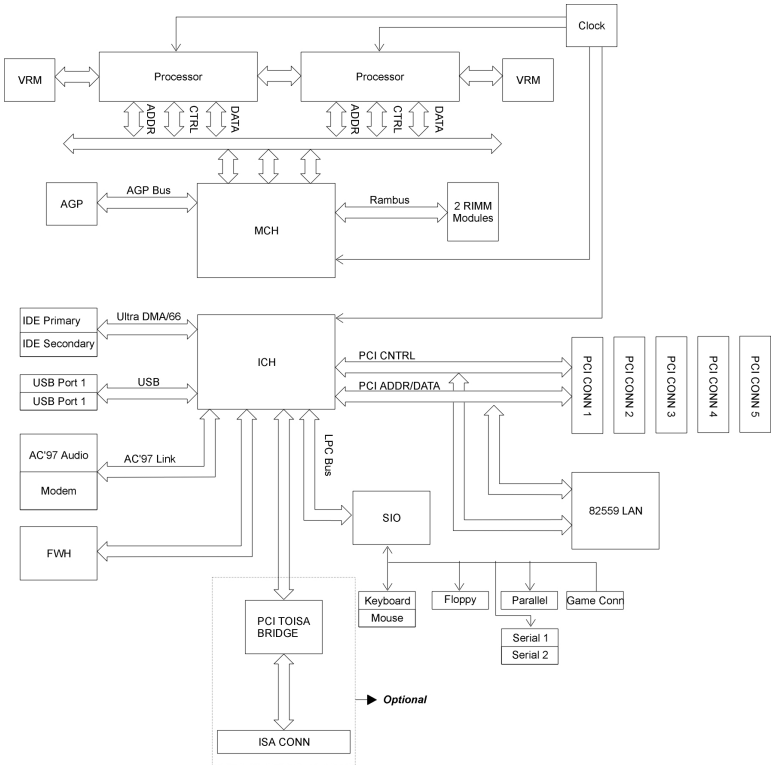 Clock
VRM
Processor
Processor
VRM
ADDR
CTRL
DATA
ADDR
CTRL
DATA
AGP
AGP Bus
MCH
Rambus
2 RIMM
Modules
IDE Primary
IDE Secondary
Ultra DMA/66
ICH
PCI CNTRL
PCI ADDR/DATA
PCI CONN 1
PCI CONN 2
PCI CONN 3
PCI CONN 4
PCI CONN 5
USB Port 1
USB Port 1
USB
AC'97 Audio
Modem
AC'97 Link
LPC Bus
FWH
SIO
82559 LAN
Keyboard
Mouse
Floppy
Parallel
Game Conn
Serial 1
Serial 2
PCI TOISA
BRIDGE
Optional
ISA CONN